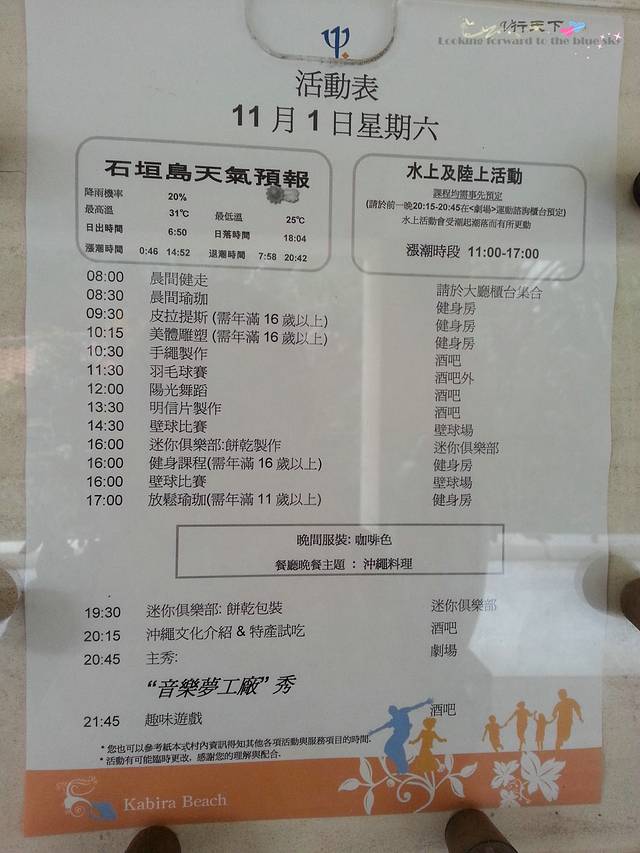 行天下
Looking forward to the blue sky
活動表
11 月 1 日星期六
石垣島天氣預報
降雨機率 20%
最高溫 31℃ 最低溫 25℃
日出時間 6:50 日落時間 18:04
漲潮時間 0:46 14:52 退潮時間 7:58 20:42
水上及陸上活動
課程均需事先預定
(請於前一晚20:15-20:45在<劇場>運動諮詢櫃台預定)
水上活動會受潮起潮落而有所更動
漲潮時段 11:00-17:00
08:00 晨間健走 請於大廳櫃台集合
08:30 晨間瑜珈 健身房
09:30 皮拉提斯 (需年滿 16 歲以上) 健身房
10:15 美體雕塑 (需年滿 16 歲以上) 健身房
10:30 手繩製作 酒吧
11:30 羽毛球賽 酒吧外
12:00 陽光舞蹈 酒吧
13:30 明信片製作 酒吧
14:30 壁球比賽 壁球場
16:00 迷你俱樂部:餅乾製作 迷你俱樂部
16:00 健身課程(需年滿 16 歲以上) 健身房
16:00 壁球比賽 壁球場
17:00 放鬆瑜珈(需年滿 11 歲以上) 健身房
晚間服裝: 咖啡色
餐廳晚餐主題 : 沖繩料理
19:30 迷你俱樂部: 餅乾包裝 迷你俱樂部
20:15 沖繩文化介紹 & 特產試吃 酒吧
20:45 主秀: 劇場
“音樂夢工廠” 秀
21:45 趣味遊戲 酒吧
* 您也可以參考紙本式村內資訊得知其他各項活動與服務項目的時間.
* 活動有可能臨時更改, 感謝您的理解與配合.
Kabira Beach